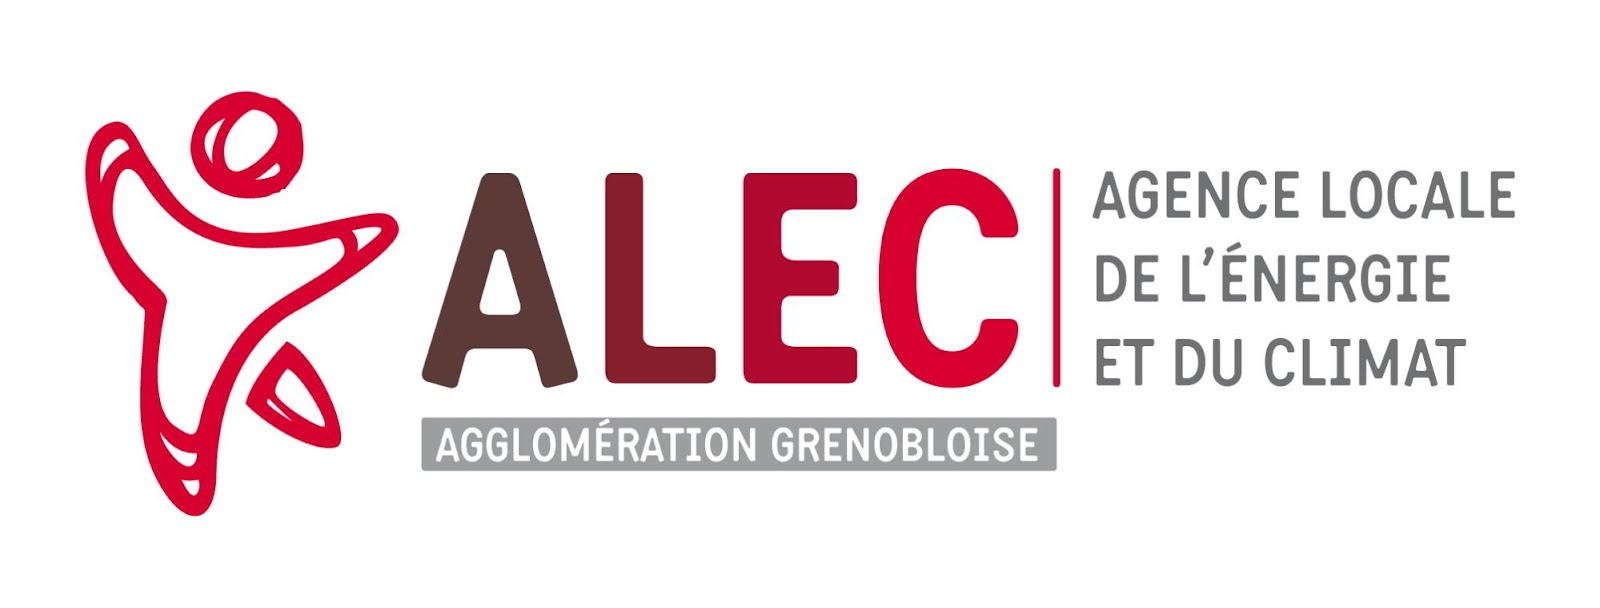 ALEC
AGGLOMÉRATION GRENOBLOISE
AGENCE LOCALE
DE L'ÉNERGIE
ET DU CLIMAT